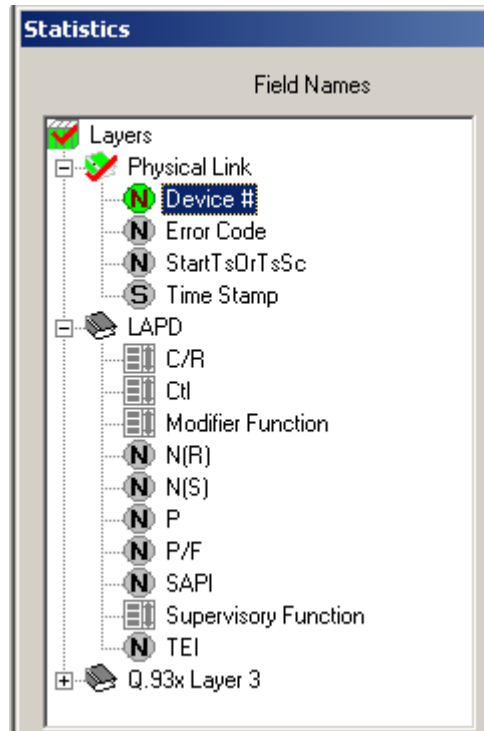 Statistics
Field Names
Layers
Physical Link
N Device #
N Error Code
N StartTsOrTsSc
S Time Stamp
LAPD
C/R
Ctl
Modifier Function
N N(R)
N N(S)
N P
N P/F
N SAPI
Supervisory Function
N TEI
Q.93x Layer 3